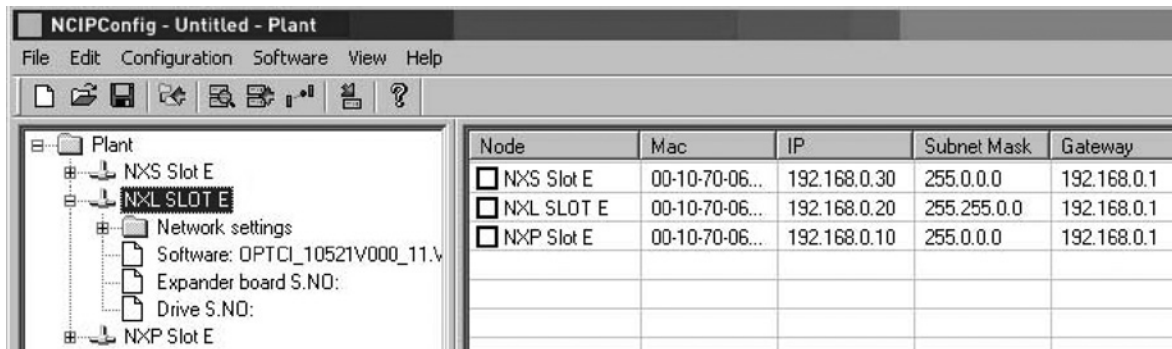 NCIPConfig - Untitled - Plant
File Edit Configuration Software View Help
Plant
NXS Slot E
NXL SLOT E
Network settings
Software: OPTCI_10521V000_11.V
Expander board S.NO:
Drive S.NO:
NXP Slot E
Node Mac IP Subnet Mask Gateway
NXS Slot E 00-10-70-06... 192.168.0.30 255.0.0.0 192.168.0.1
NXL SLOT E 00-10-70-06... 192.168.0.20 255.255.0.0 192.168.0.1
NXP Slot E 00-10-70-06... 192.168.0.10 255.0.0.0 192.168.0.1